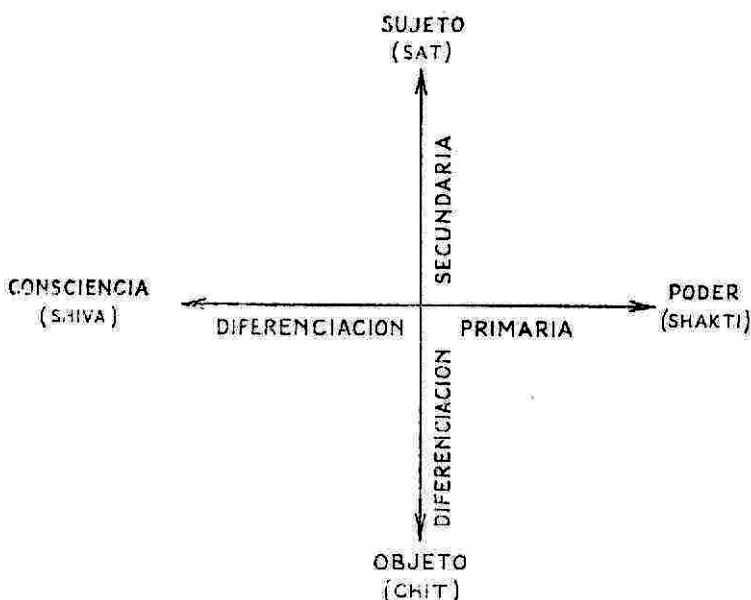 SUJETO
(SAT)
SECUNDARIA
CONSCIENCIA
(SHIVA)
PODER
(SHAKTI)
DIFERENCIACION PRIMARIA
DIFERENCIACION
OBJETO
(CHIT)